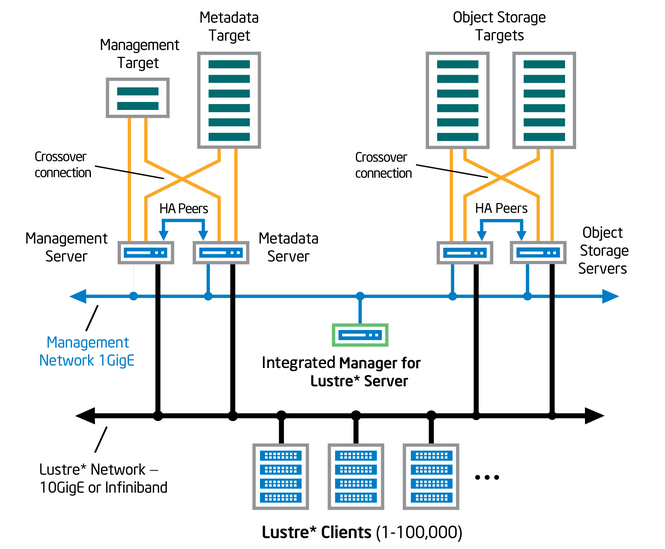 Management
Target
Metadata
Target
Object Storage
Targets
Crossover
connection
Crossover
connection
HA Peers
HA Peers
Management
Server
Metadata
Server
Object
Storage
Servers
Management
Network 1GigE
Integrated Manager for
Lustre* Server
Lustre* Network –
10GigE or Infiniband
...
Lustre* Clients (1-100,000)